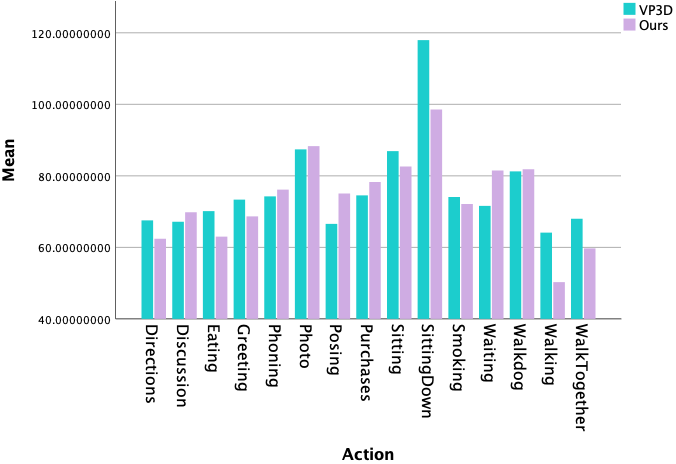 VP3D
Ours
120.00000000
100.00000000
80.00000000
60.00000000
40.00000000
Mean
Directions
Discussion
Eating
Greeting
Phoning
Photo
Posing
Purchases
Sitting
SittingDown
Smoking
Waiting
Walkdog
Walking
WalkTogether
Action